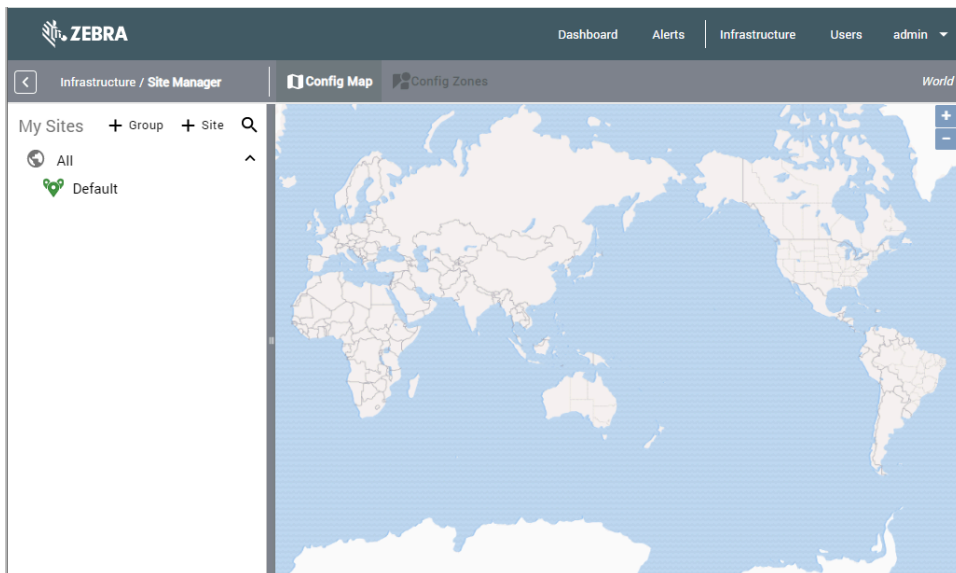 ZEBRA Dashboard Alerts Infrastructure Users admin
Infrastructure / Site Manager Config Map Config Zones World
My Sites + Group + Site
All
Default